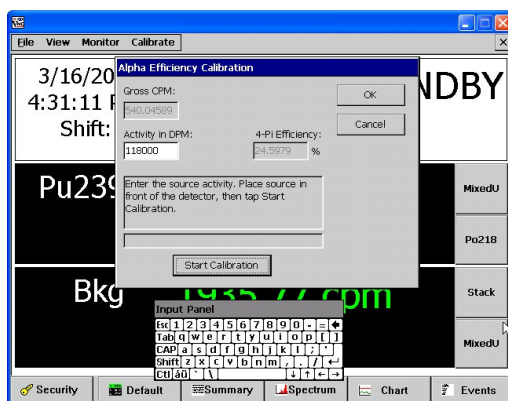 File View Monitor Calibrate
3/16/20
4:31:11
Shift:
NDBY
Alpha Efficiency Calibration
Gross CPM:
540.04589
OK
Activity in DPM:
4-Pi Efficiency:
Cancel
118000
24.5979 %
Enter the source activity. Place source in
front of the detector, then tap Start
Calibration.
Start Calibration
Pu239
MixedU
Po218
Bkg
1935.77 cpm
Stack
MixedU
Input Panel
Esc 1 2 3 4 5 6 7 8 9 0 - =
Tab q w e r t y u i o p [ ]
CAP a s d f g h j k l ; '
Shift z x c v b n m , . /
Ctl áü ` \
Security Default Summary Spectrum Chart Events